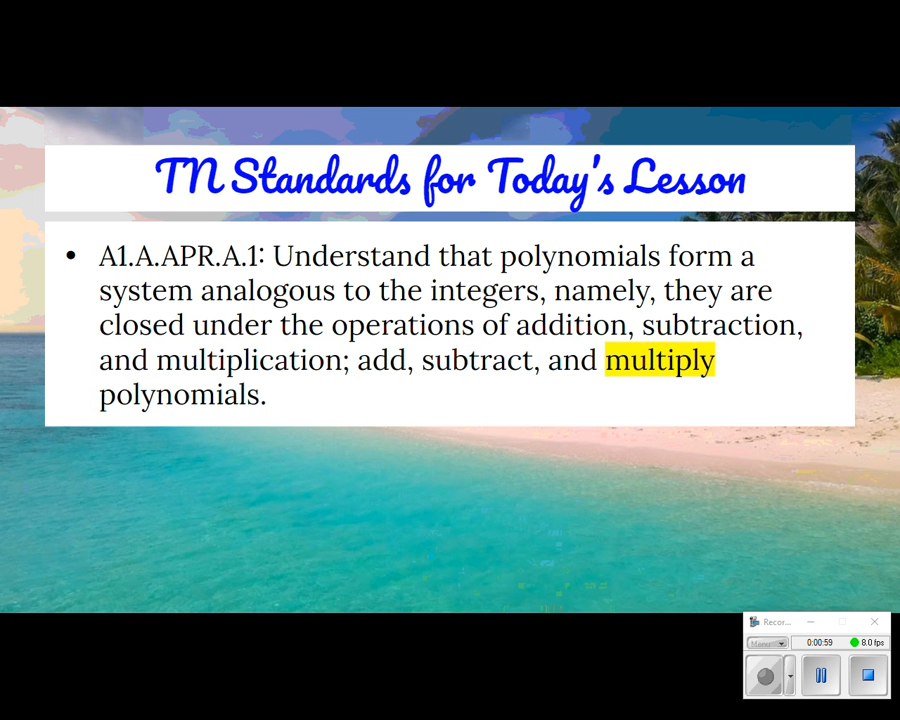 TN Standards for Today's Lesson
• A1.A.APR.A.1: Understand that polynomials form a
system analogous to the integers, namely, they are
closed under the operations of addition, subtraction,
and multiplication; add, subtract, and multiply
polynomials.
Recor...
Menu
0:00:59
8.0 fps